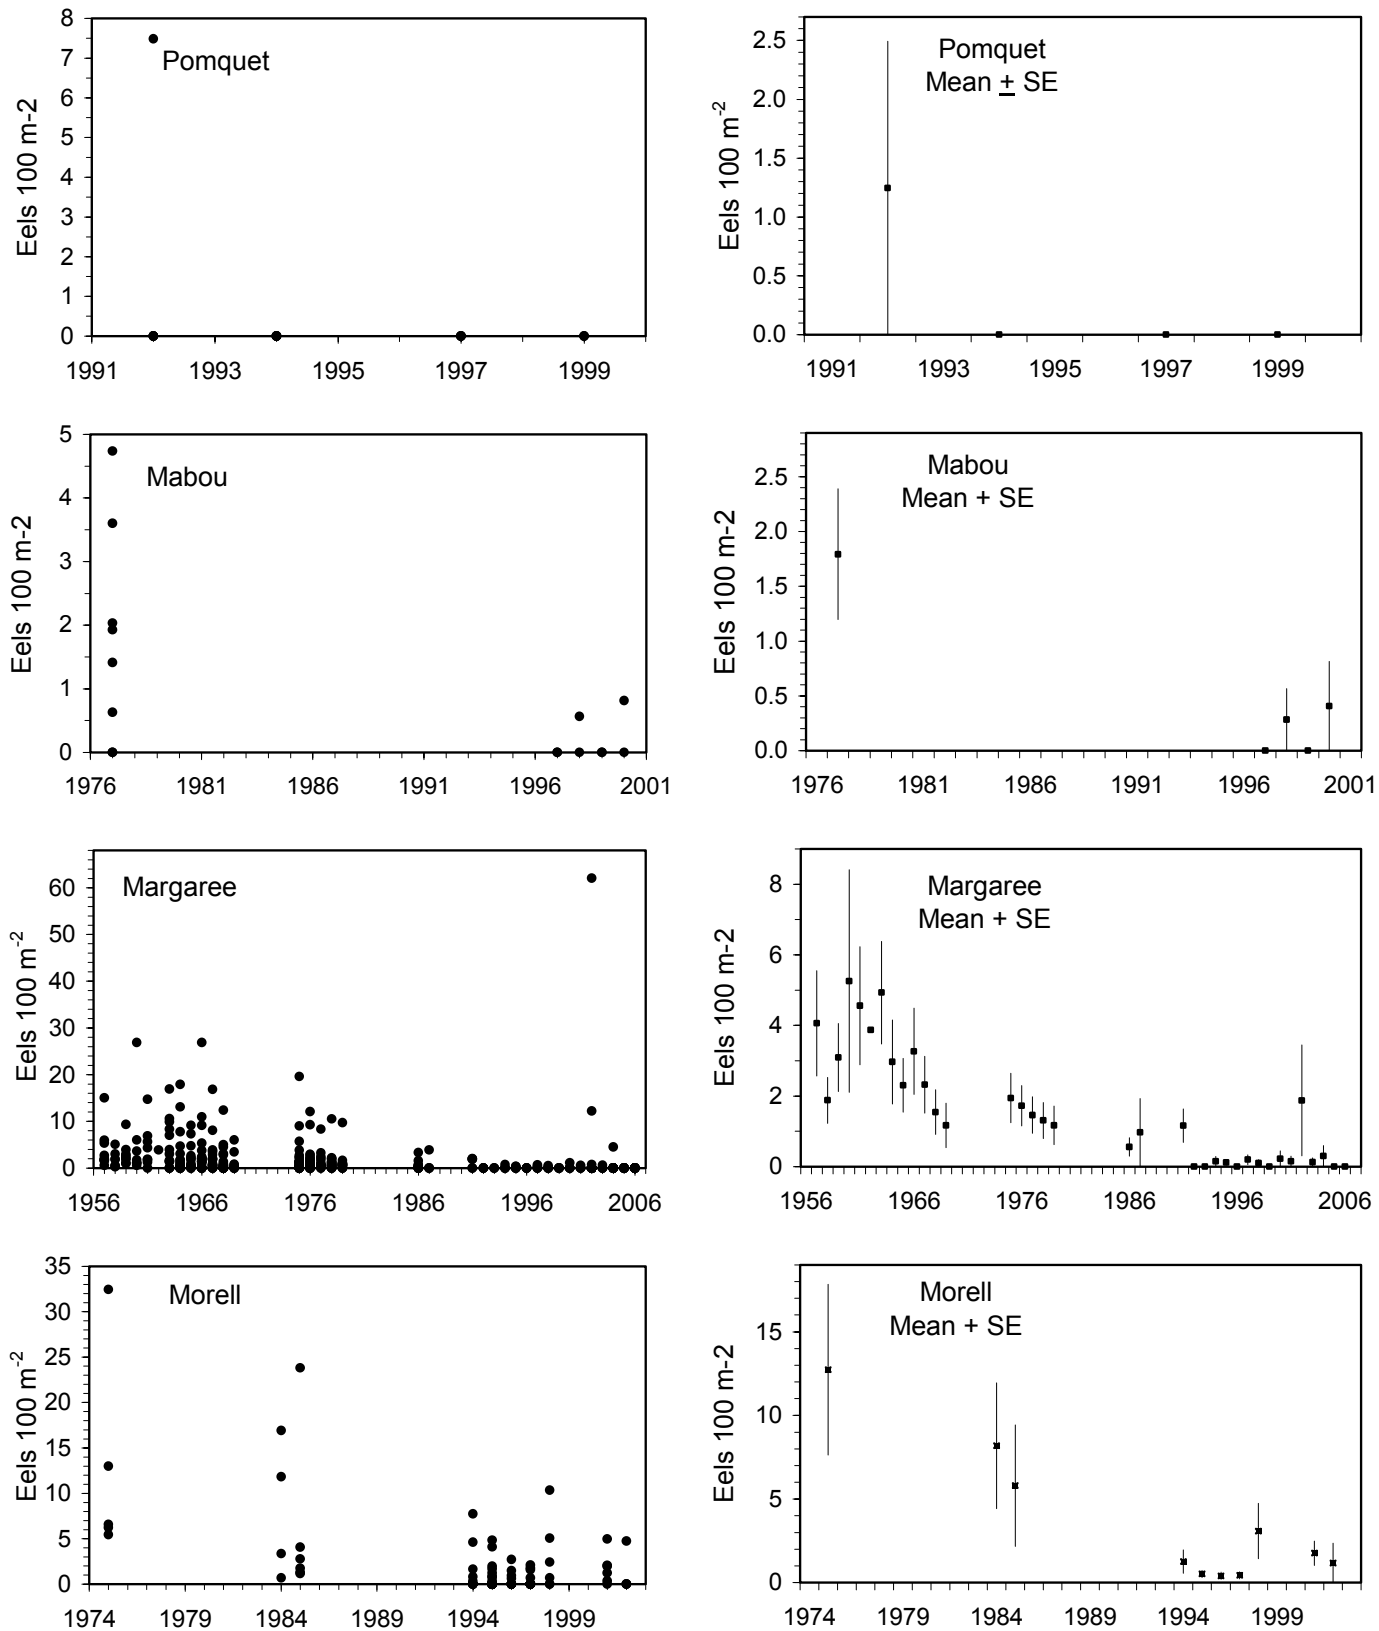 Pomquet
Eels 100 m-2
8
7
6
5
4
3
2
1
0
1991 1993 1995 1997 1999
Pomquet
Mean + SE
Eels 100 m-2
2.5
2.0
1.5
1.0
0.5
0.0
1991 1993 1995 1997 1999
Mabou
Eels 100 m-2
5
4
3
2
1
0
1976 1981 1986 1991 1996 2001
Mabou
Mean + SE
Eels 100 m-2
2.5
2.0
1.5
1.0
0.5
0.0
1976 1981 1986 1991 1996 2001
Margaree
Eels 100 m-2
60
50
40
30
20
10
0
1956 1966 1976 1986 1996 2006
Margaree
Mean + SE
Eels 100 m-2
8
6
4
2
0
1956 1966 1976 1986 1996 2006
Morell
Eels 100 m-2
35
30
25
20
15
10
5
0
1974 1979 1984 1989 1994 1999
Morell
Mean + SE
Eels 100 m-2
15
10
5
0
1974 1979 1984 1989 1994 1999